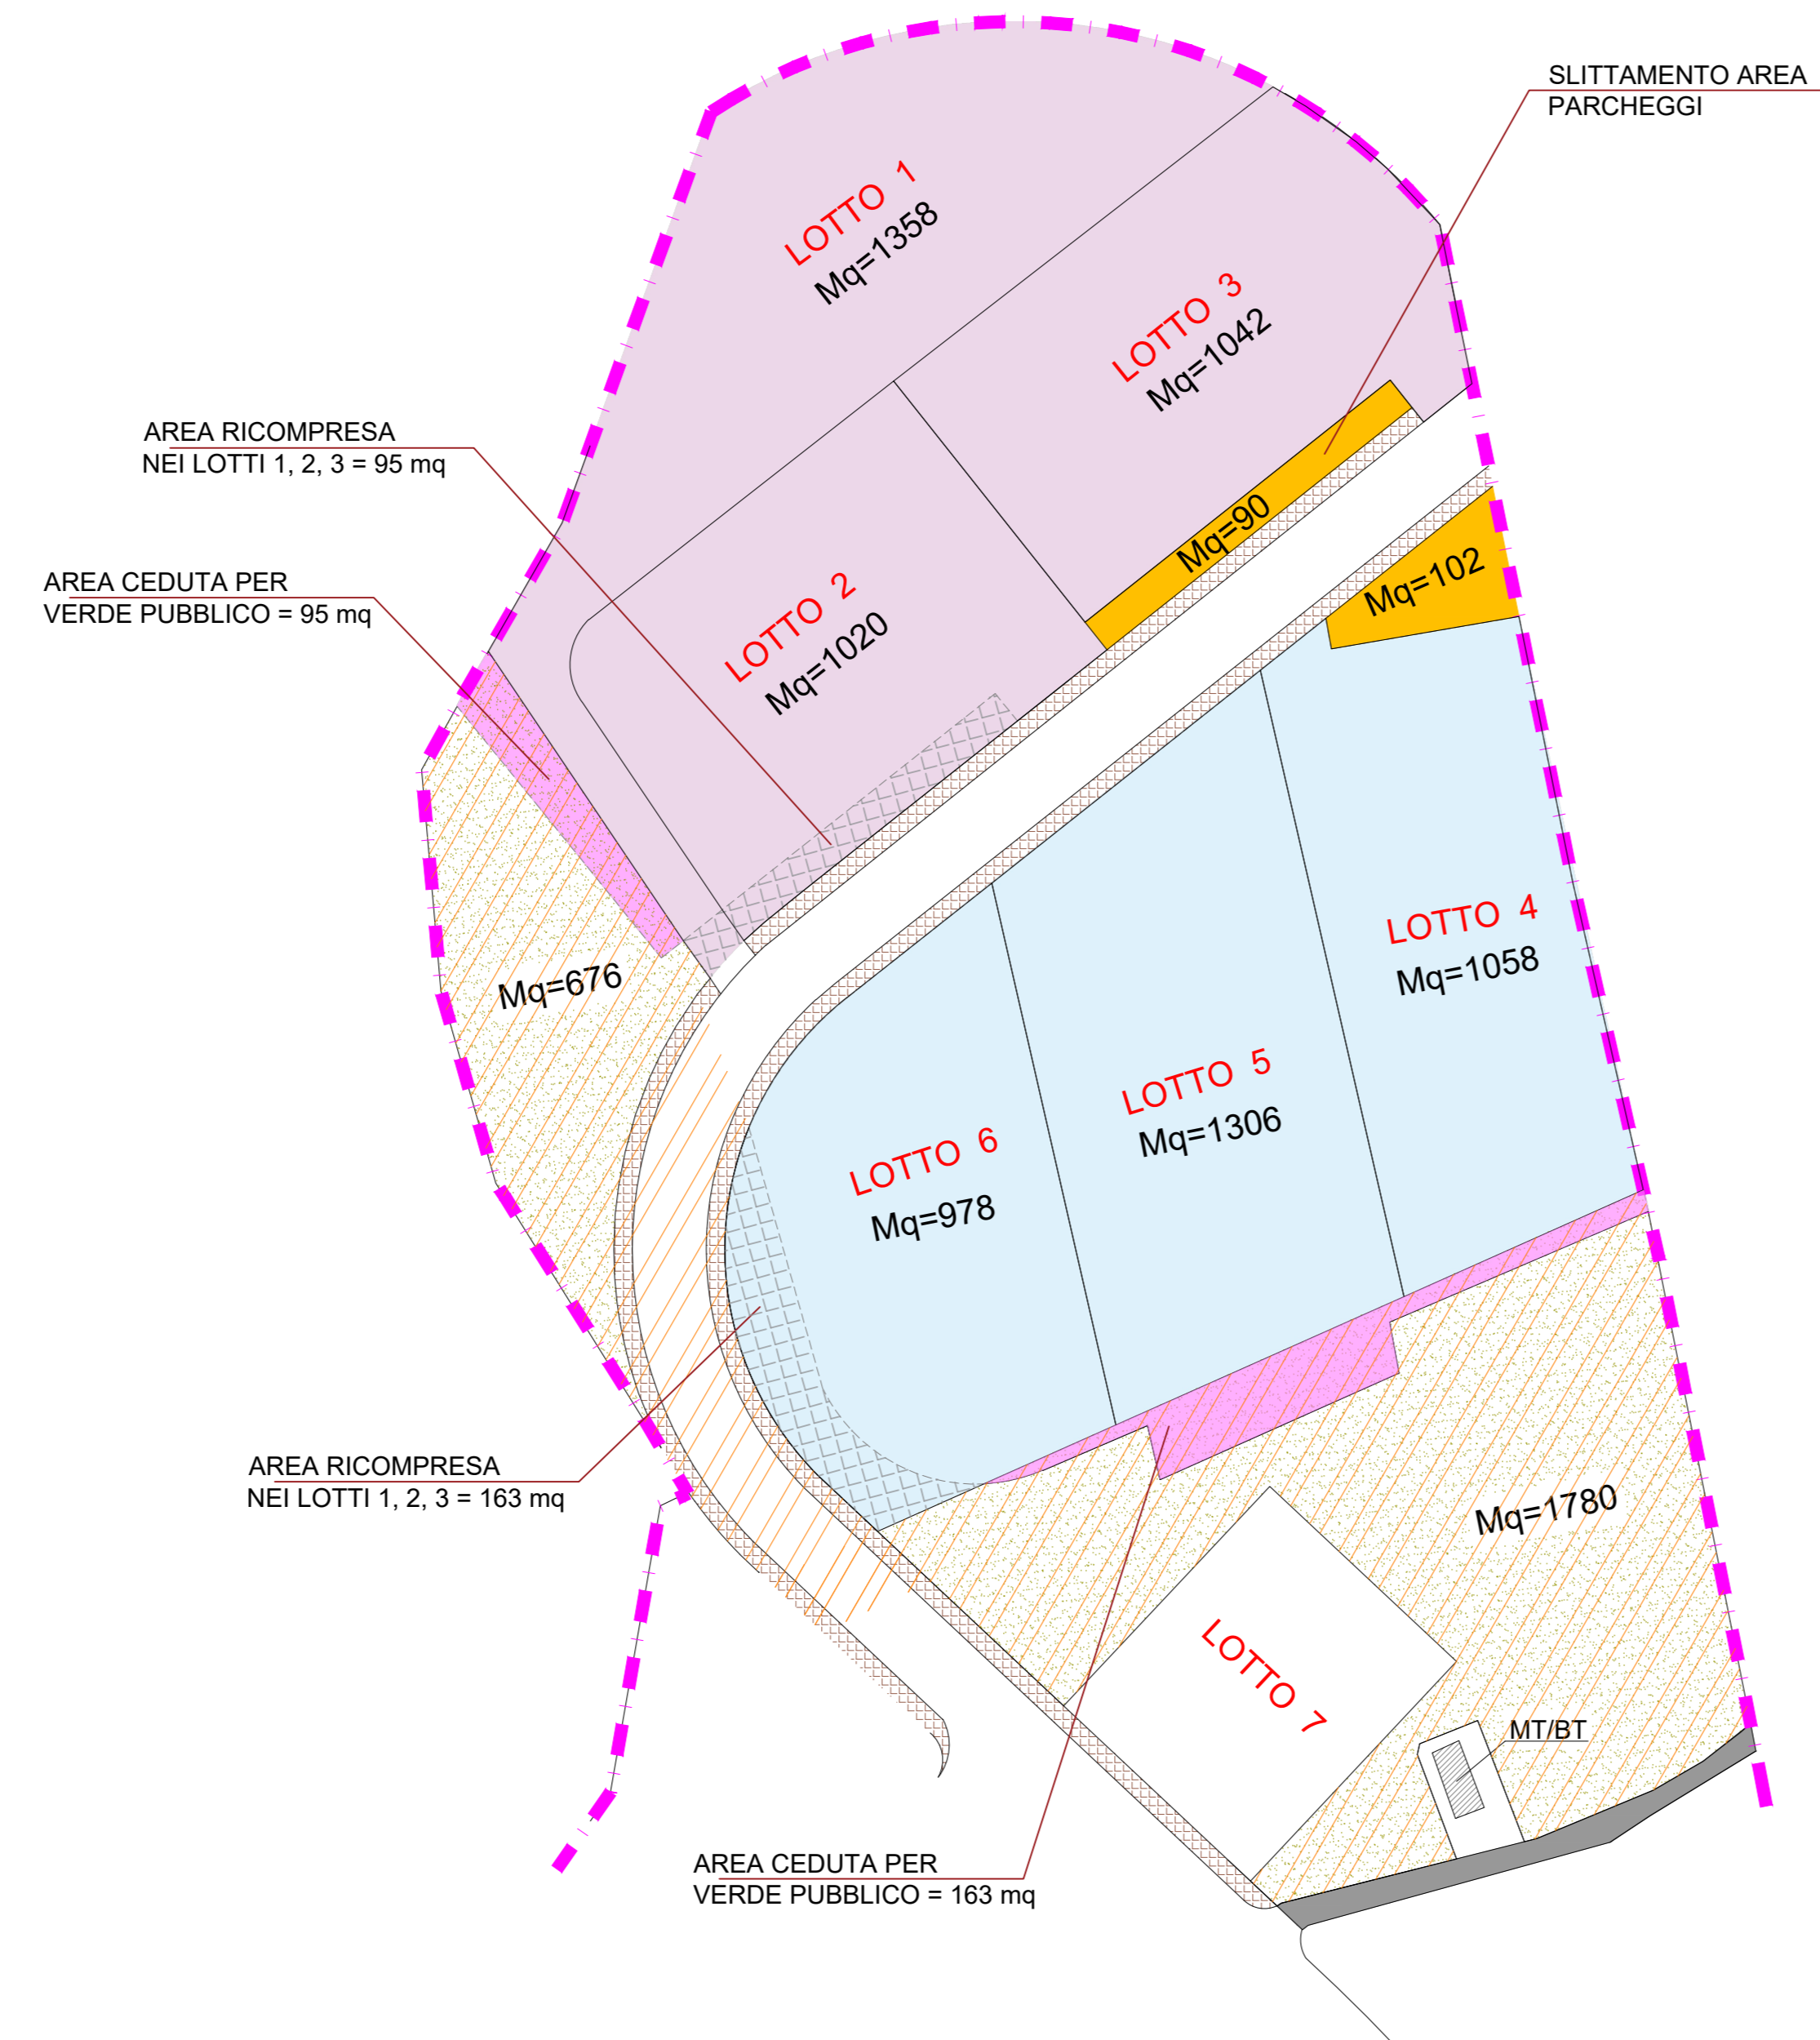 SLITTAMENTO AREA
PARCHEGGI
LOTTO 1
Mq=1358
LOTTO 3
Mq=1042
AREA RICOMPRESA
NEI LOTTI 1, 2, 3 = 95 mq
Mq=90
Mq=102
AREA CEDUTA PER
VERDE PUBBLICO = 95 mq
LOTTO 2
Mq=1020
LOTTO 4
Mq=1058
Mq=676
LOTTO 5
Mq=1306
LOTTO 6
Mq=978
AREA RICOMPRESA
NEI LOTTI 1, 2, 3 = 163 mq
Mq=1780
LOTTO 7
MT/BT
AREA CEDUTA PER
VERDE PUBBLICO = 163 mq